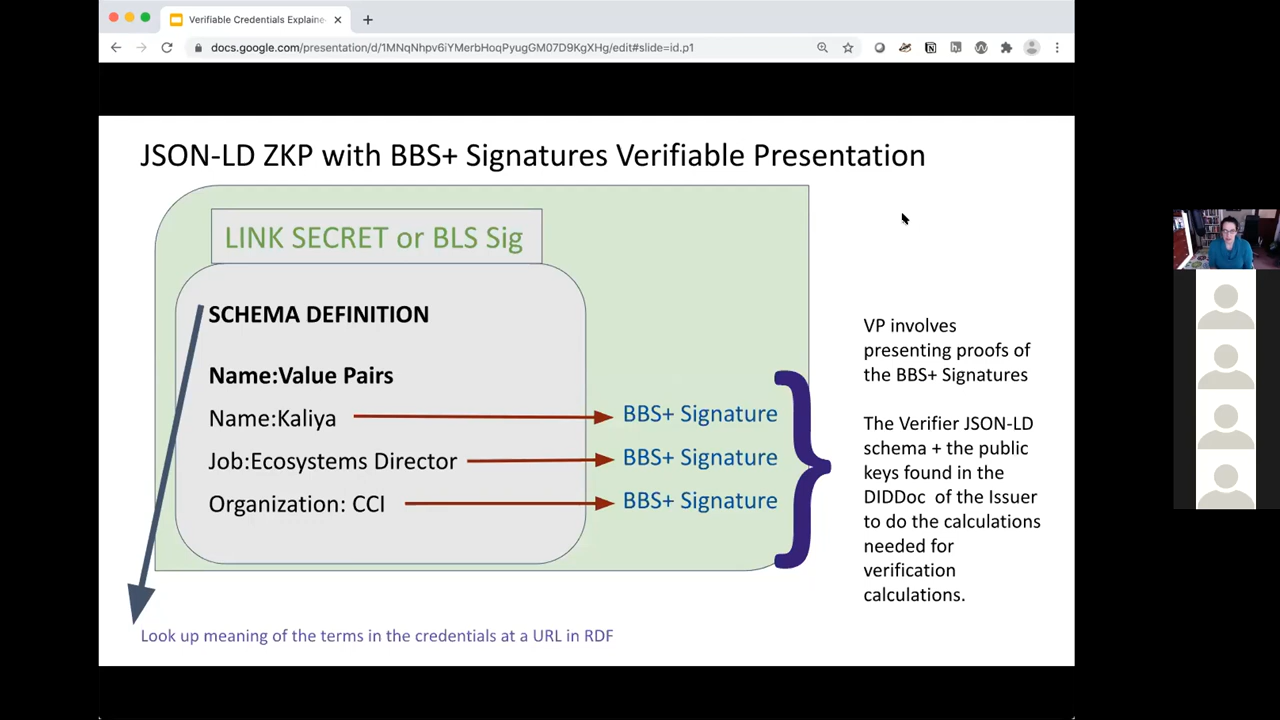 Verifiable Credentials Explaine
docs.google.com/presentation/d/1MNqNhpv6iYMerbHoqPyugGM07D9KgXHg/edit#slide=id.p1
JSON-LD ZKP with BBS+ Signatures Verifiable Presentation
LINK SECRET or BLS Sig
SCHEMA DEFINITION
Name:Value Pairs
Name:Kaliya
BBS+ Signature
Job:Ecosystems Director
BBS+ Signature
Organization: CCI
BBS+ Signature
VP involves
presenting proofs of
the BBS+ Signatures
The Verifier JSON-LD
schema + the public
keys found in the
DIDDoc of the Issuer
to do the calculations
needed for
verification
calculations.
Look up meaning of the terms in the credentials at a URL in RDF